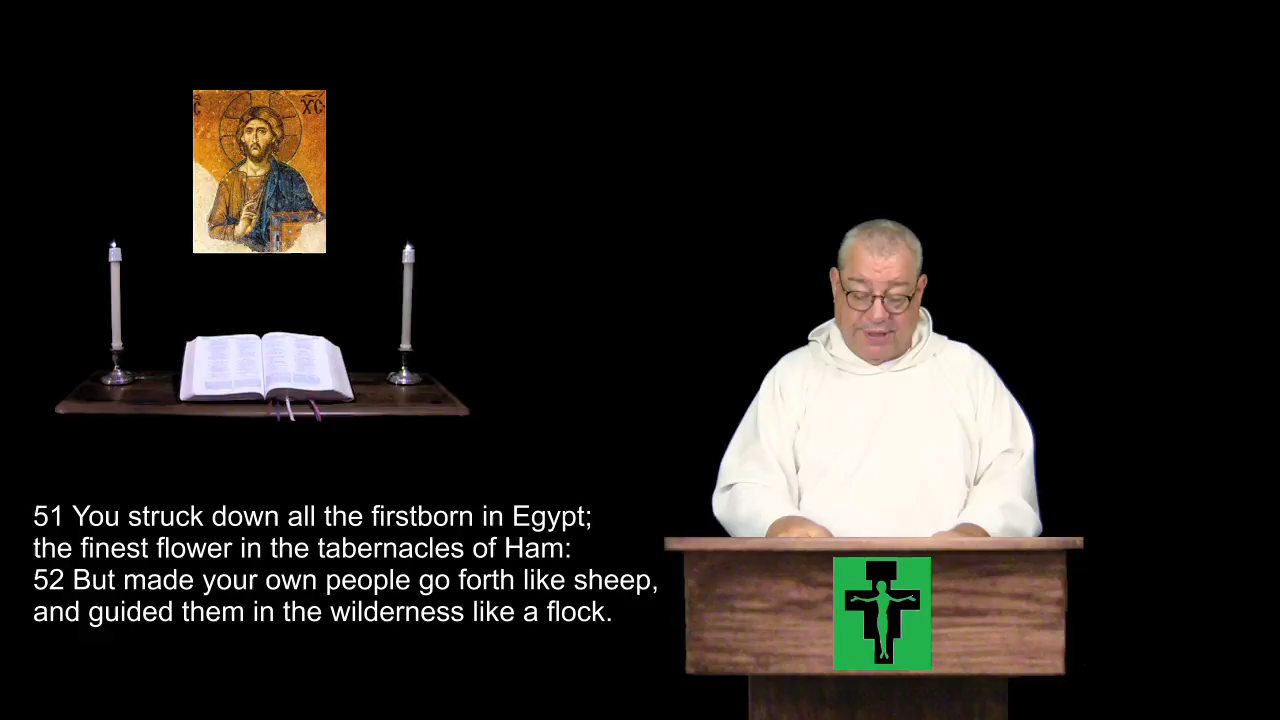 XC
51 You struck down all the firstborn in Egypt;
the finest flower in the tabernacles of Ham:
52 But made your own people go forth like sheep,
and guided them in the wilderness like a flock.